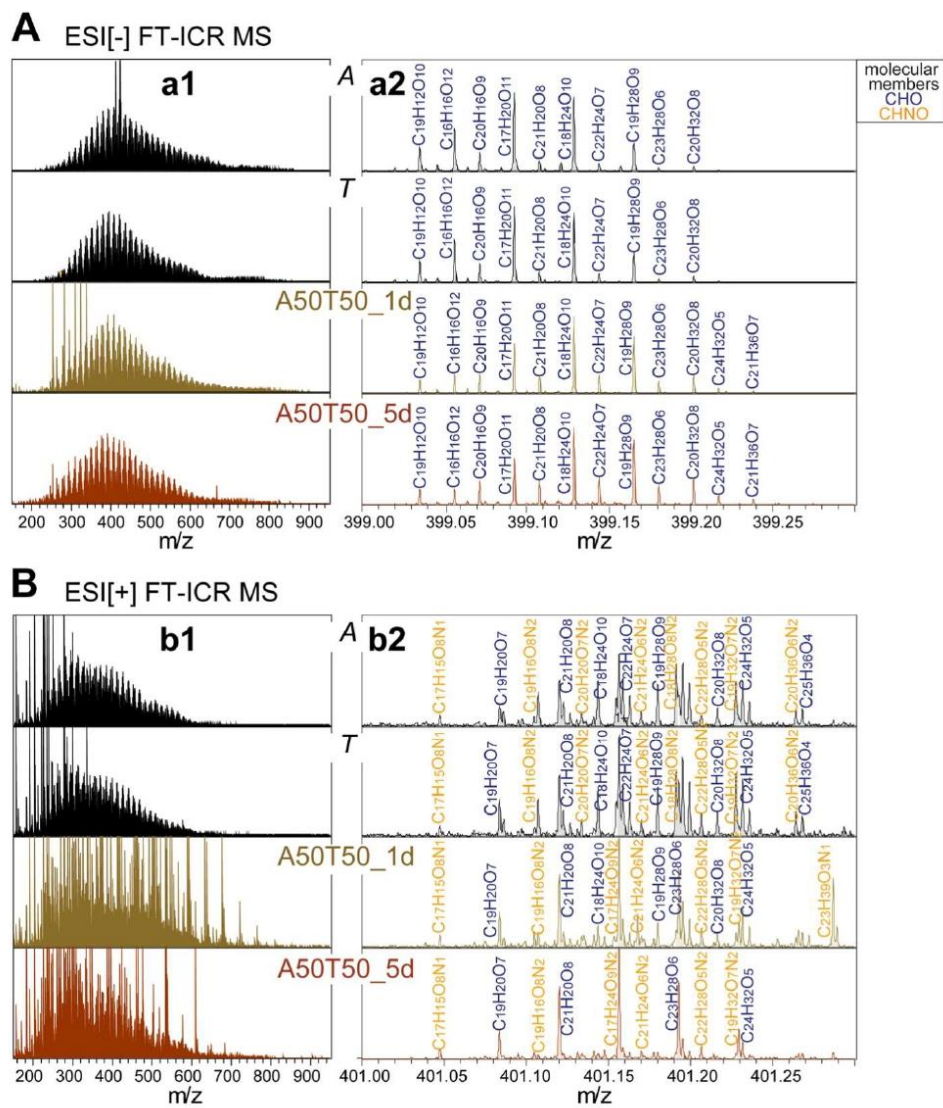 A ESI[-] FT-ICR MS
a1
A
a2
molecular
members
CHO
CHNO
C19H12O10
C16H16O12
C20H16O9
C17H20O11
C21H20O8
C18H24O10
C22H24O7
C19H28O9
C23H28O6
C20H32O8
T
C19H12O10
C16H16O12
C20H16O9
C17H20O11
C21H20O8
C18H24O10
C22H24O7
C19H28O9
C23H28O6
C20H32O8
A50T50_1d
C19H12O10
C16H16O12
C20H16O9
C17H20O11
C21H20O8
C18H24O10
C22H24O7
C19H28O9
C23H28O6
C20H32O8
C24H32O5
C21H36O7
A50T50_5d
C19H12O10
C16H16O12
C20H16O9
C17H20O11
C21H20O8
C18H24O10
C22H24O7
C19H28O9
C23H28O6
C20H32O8
C24H32O5
C21H36O7
200 300 400 500 600 700 800 900
m/z
399.00 399.05 399.10 399.15 399.20 399.25
m/z
B ESI[+] FT-ICR MS
b1
A
b2
C17H15O8N1
C19H20O7
C19H16O8N2
C21H20O8
C20H20O7N2
C18H24O10
C22H24O7
C21H24O6N2
C19H28O9
C18H28O8N2
C22H28O5N2
C20H32O8
C19H32O7N2
C24H32O5
C20H36O6N2
C25H36O4
T
C17H15O8N1
C19H20O7
C19H16O8N2
C21H20O8
C20H20O7N2
C18H24O10
C22H24O7
C21H24O6N2
C19H28O9
C18H28O8N2
C22H28O5N2
C20H32O8
C19H32O7N2
C24H32O5
C20H36O6N2
C25H36O4
A50T50_1d
C17H15O8N1
C19H20O7
C19H16O8N2
C21H20O8
C18H24O10
C17H24O9N2
C21H24O6N2
C19H28O9
C23H28O6
C22H28O5N2
C20H32O8
C19H32O7N2
C24H32O5
C23H39O3N1
A50T50_5d
C17H15O8N1
C19H20O7
C19H16O8N2
C21H20O8
C17H24O9N2
C21H24O6N2
C23H28O6
C22H28O5N2
C19H32O7N2
C24H32O5
200 300 400 500 600 700 800 900
m/z
401.00 401.05 401.10 401.15 401.20 401.25
m/z